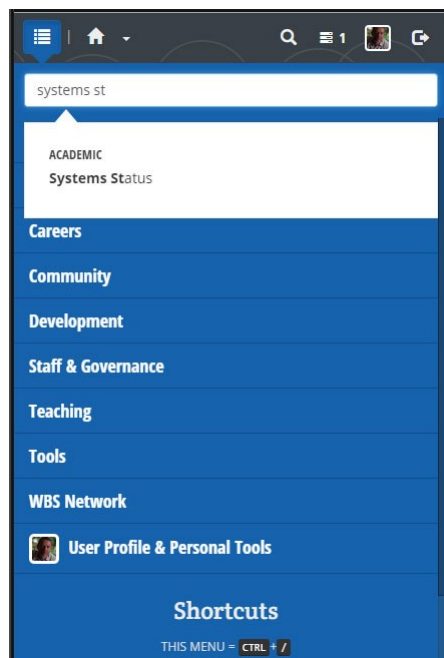 1
systems st
ACADEMIC
Systems Status
Careers
Community
Development
Staff & Governance
Teaching
Tools
WBS Network
User Profile & Personal Tools
Shortcuts
THIS MENU = CTRL + /